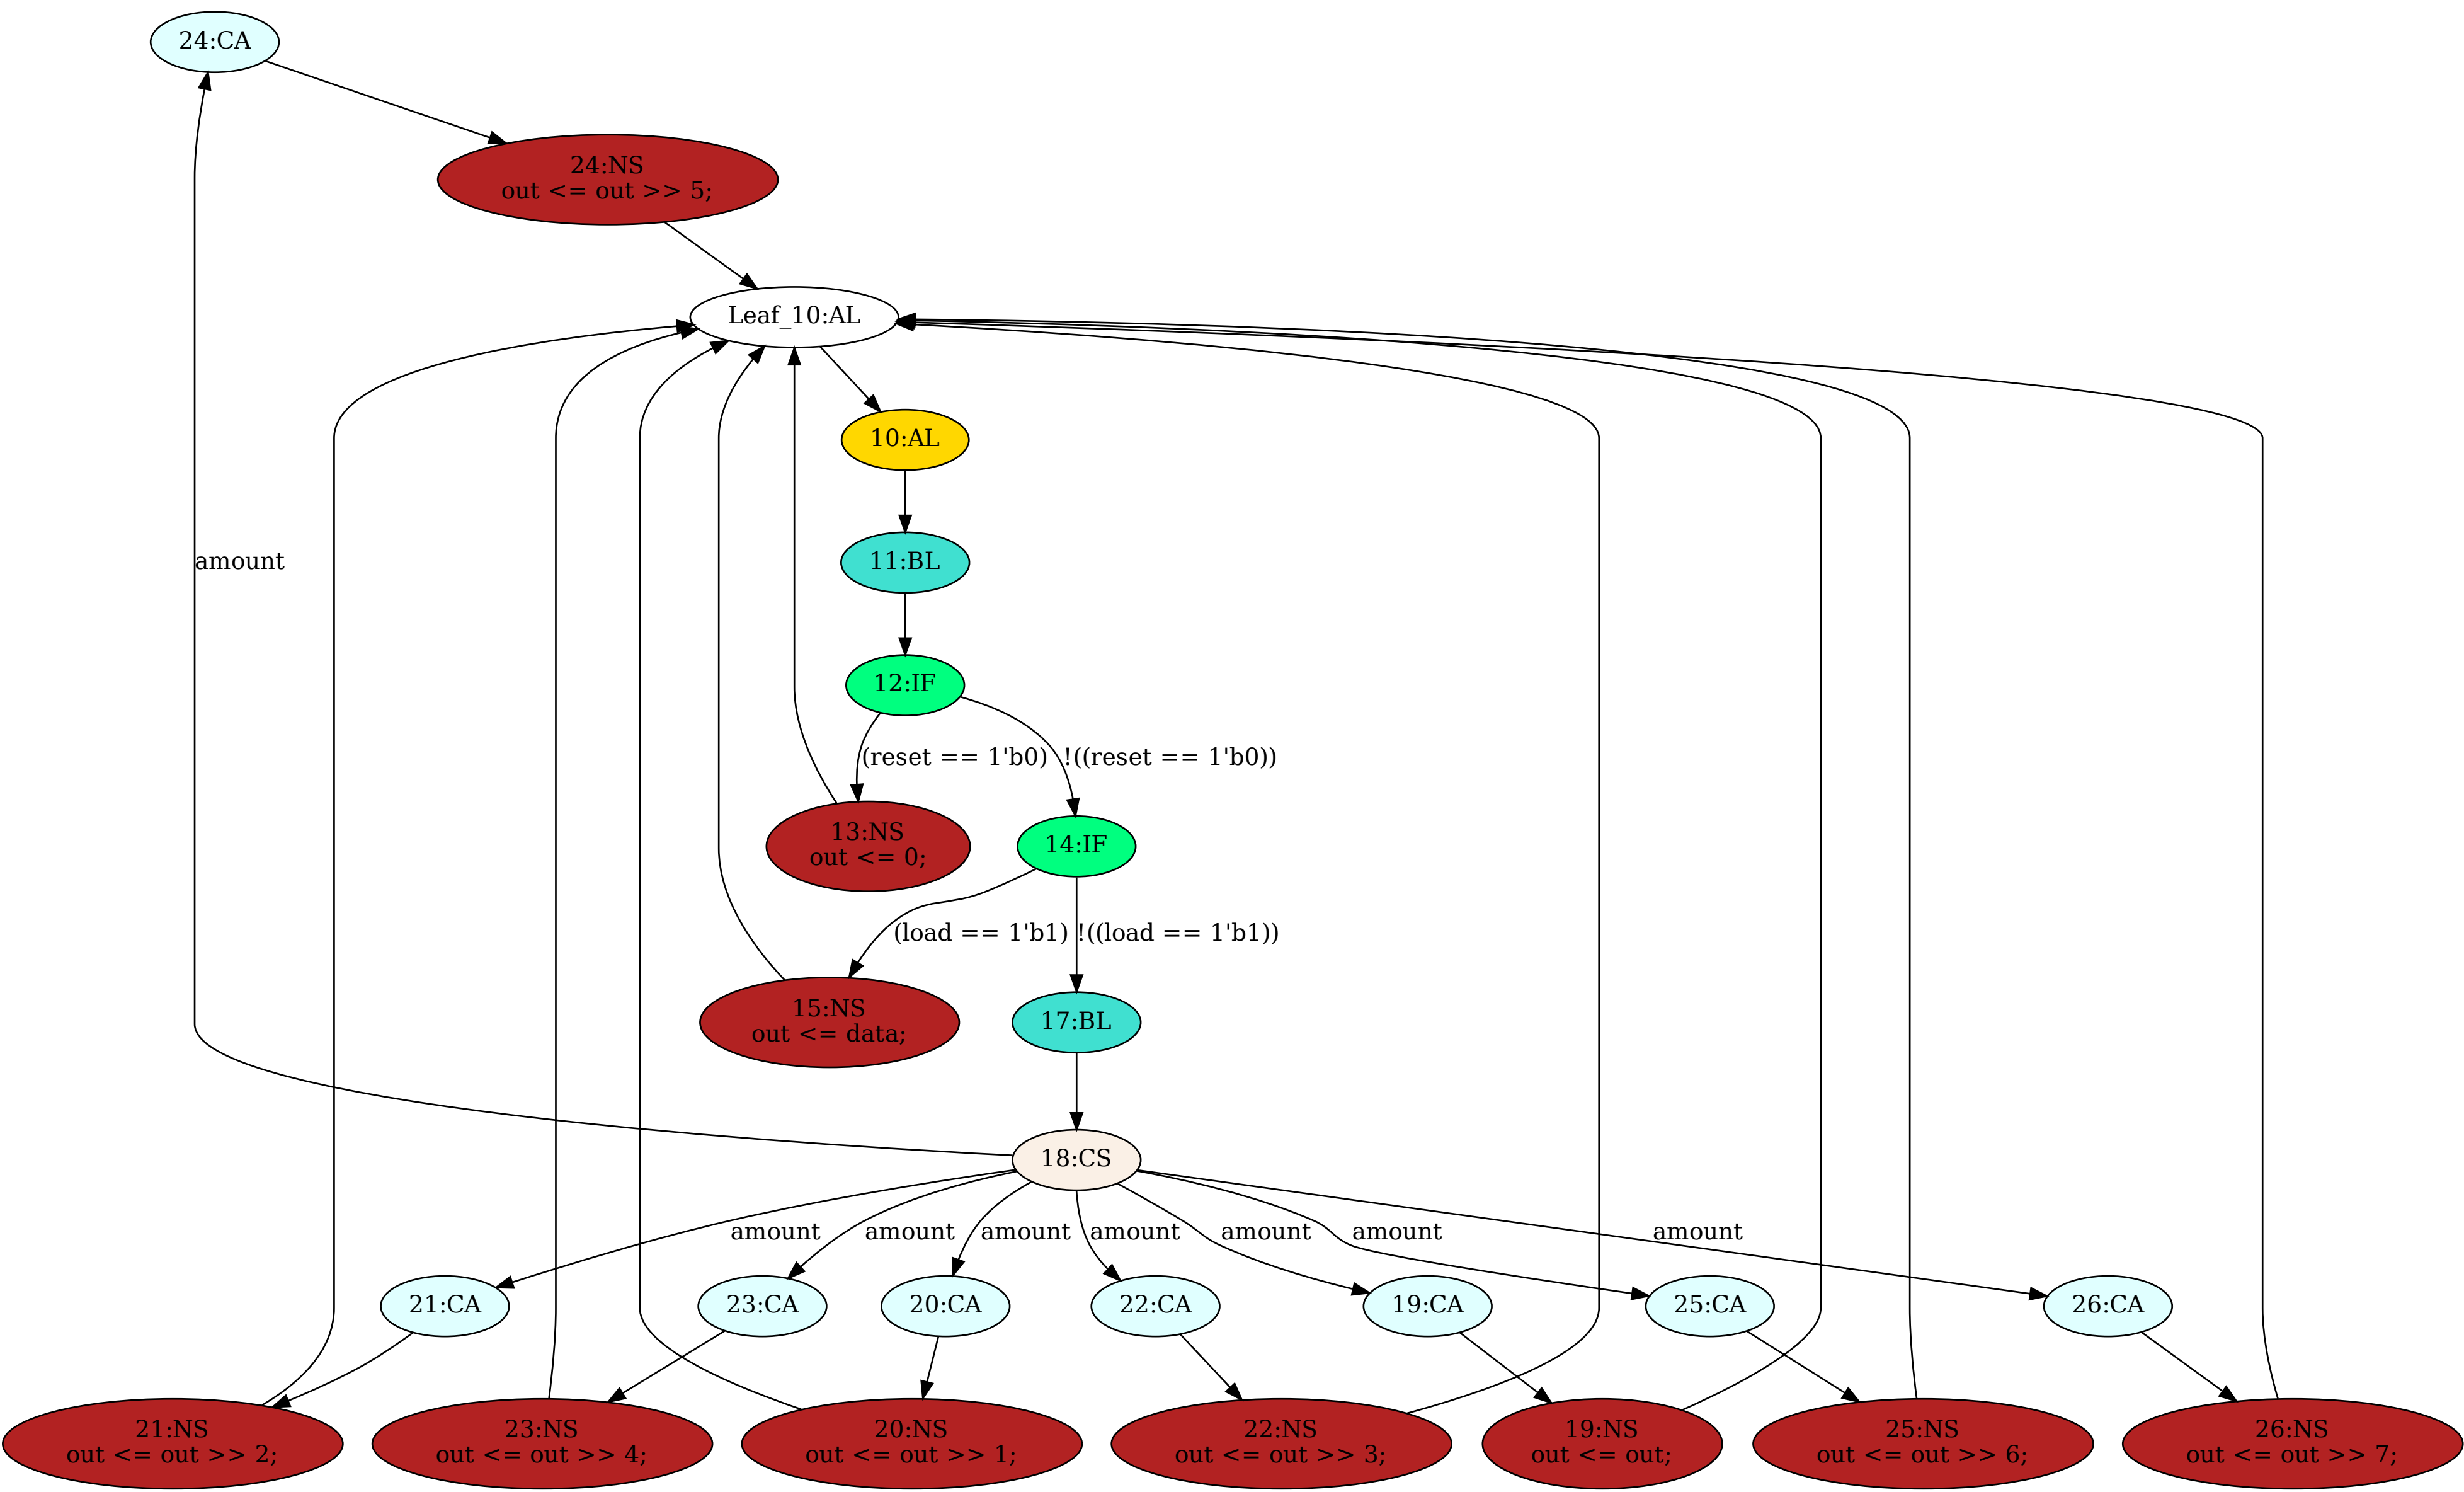 24:CA
24:NS
out <= out >> 5;
Leaf_10:AL
10:AL
amount
11:BL
12:IF
(reset == 1'b0)
!((reset == 1'b0))
13:NS
out <= 0;
14:IF
(load == 1'b1)
!((load == 1'b1))
15:NS
out <= data;
17:BL
18:CS
amount
amount
amount
amount
amount
amount
amount
21:CA
23:CA
20:CA
22:CA
19:CA
25:CA
26:CA
21:NS
out <= out >> 2;
23:NS
out <= out >> 4;
20:NS
out <= out >> 1;
22:NS
out <= out >> 3;
19:NS
out <= out;
25:NS
out <= out >> 6;
26:NS
out <= out >> 7;